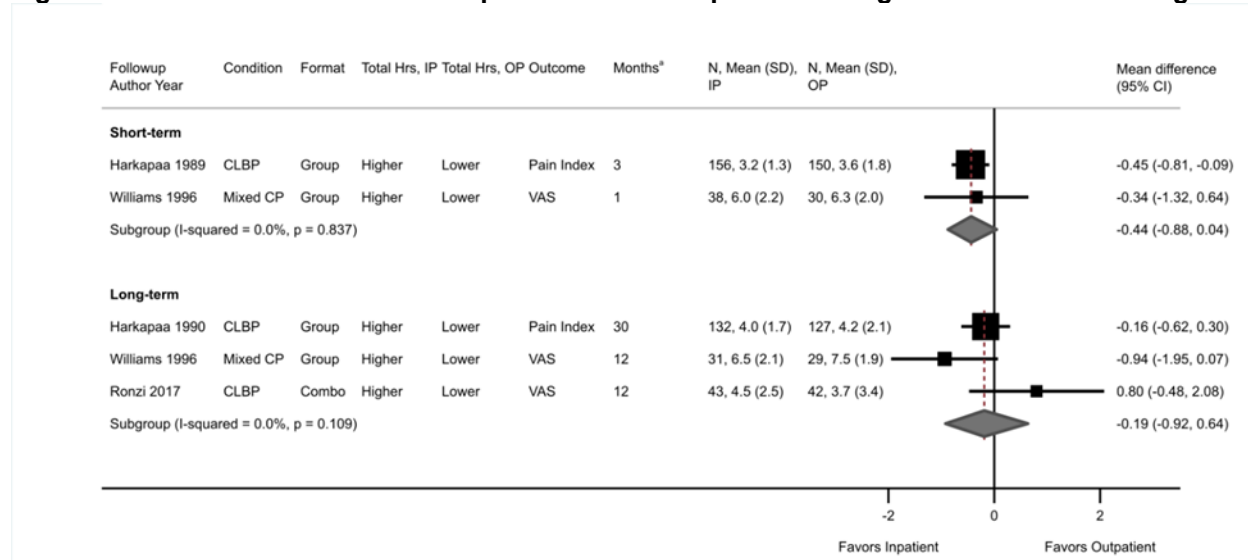 Followup Condition Format Total Hrs, IP Total Hrs, OP Outcome Months^a N, Mean (SD), N, Mean (SD), Mean difference
Author Year IP OP (95% CI)
Short-term
Harkapaa 1989 CLBP Group Higher Lower Pain Index 3 156, 3.2 (1.3) 150, 3.6 (1.8) -0.45 (-0.81, -0.09)
Williams 1996 Mixed CP Group Higher Lower VAS 1 38, 6.0 (2.2) 30, 6.3 (2.0) -0.34 (-1.32, 0.64)
Subgroup (I-squared = 0.0%, p = 0.837) -0.44 (-0.88, 0.04)
Long-term
Harkapaa 1990 CLBP Group Higher Lower Pain Index 30 132, 4.0 (1.7) 127, 4.2 (2.1) -0.16 (-0.62, 0.30)
Williams 1996 Mixed CP Group Higher Lower VAS 12 31, 6.5 (2.1) 29, 7.5 (1.9) -0.94 (-1.95, 0.07)
Ronzi 2017 CLBP Combo Higher Lower VAS 12 43, 4.5 (2.5) 42, 3.7 (3.4) 0.80 (-0.48, 2.08)
Subgroup (I-squared = 0.0%, p = 0.109) -0.19 (-0.92, 0.64)
-2 0 2
Favors Inpatient Favors Outpatient